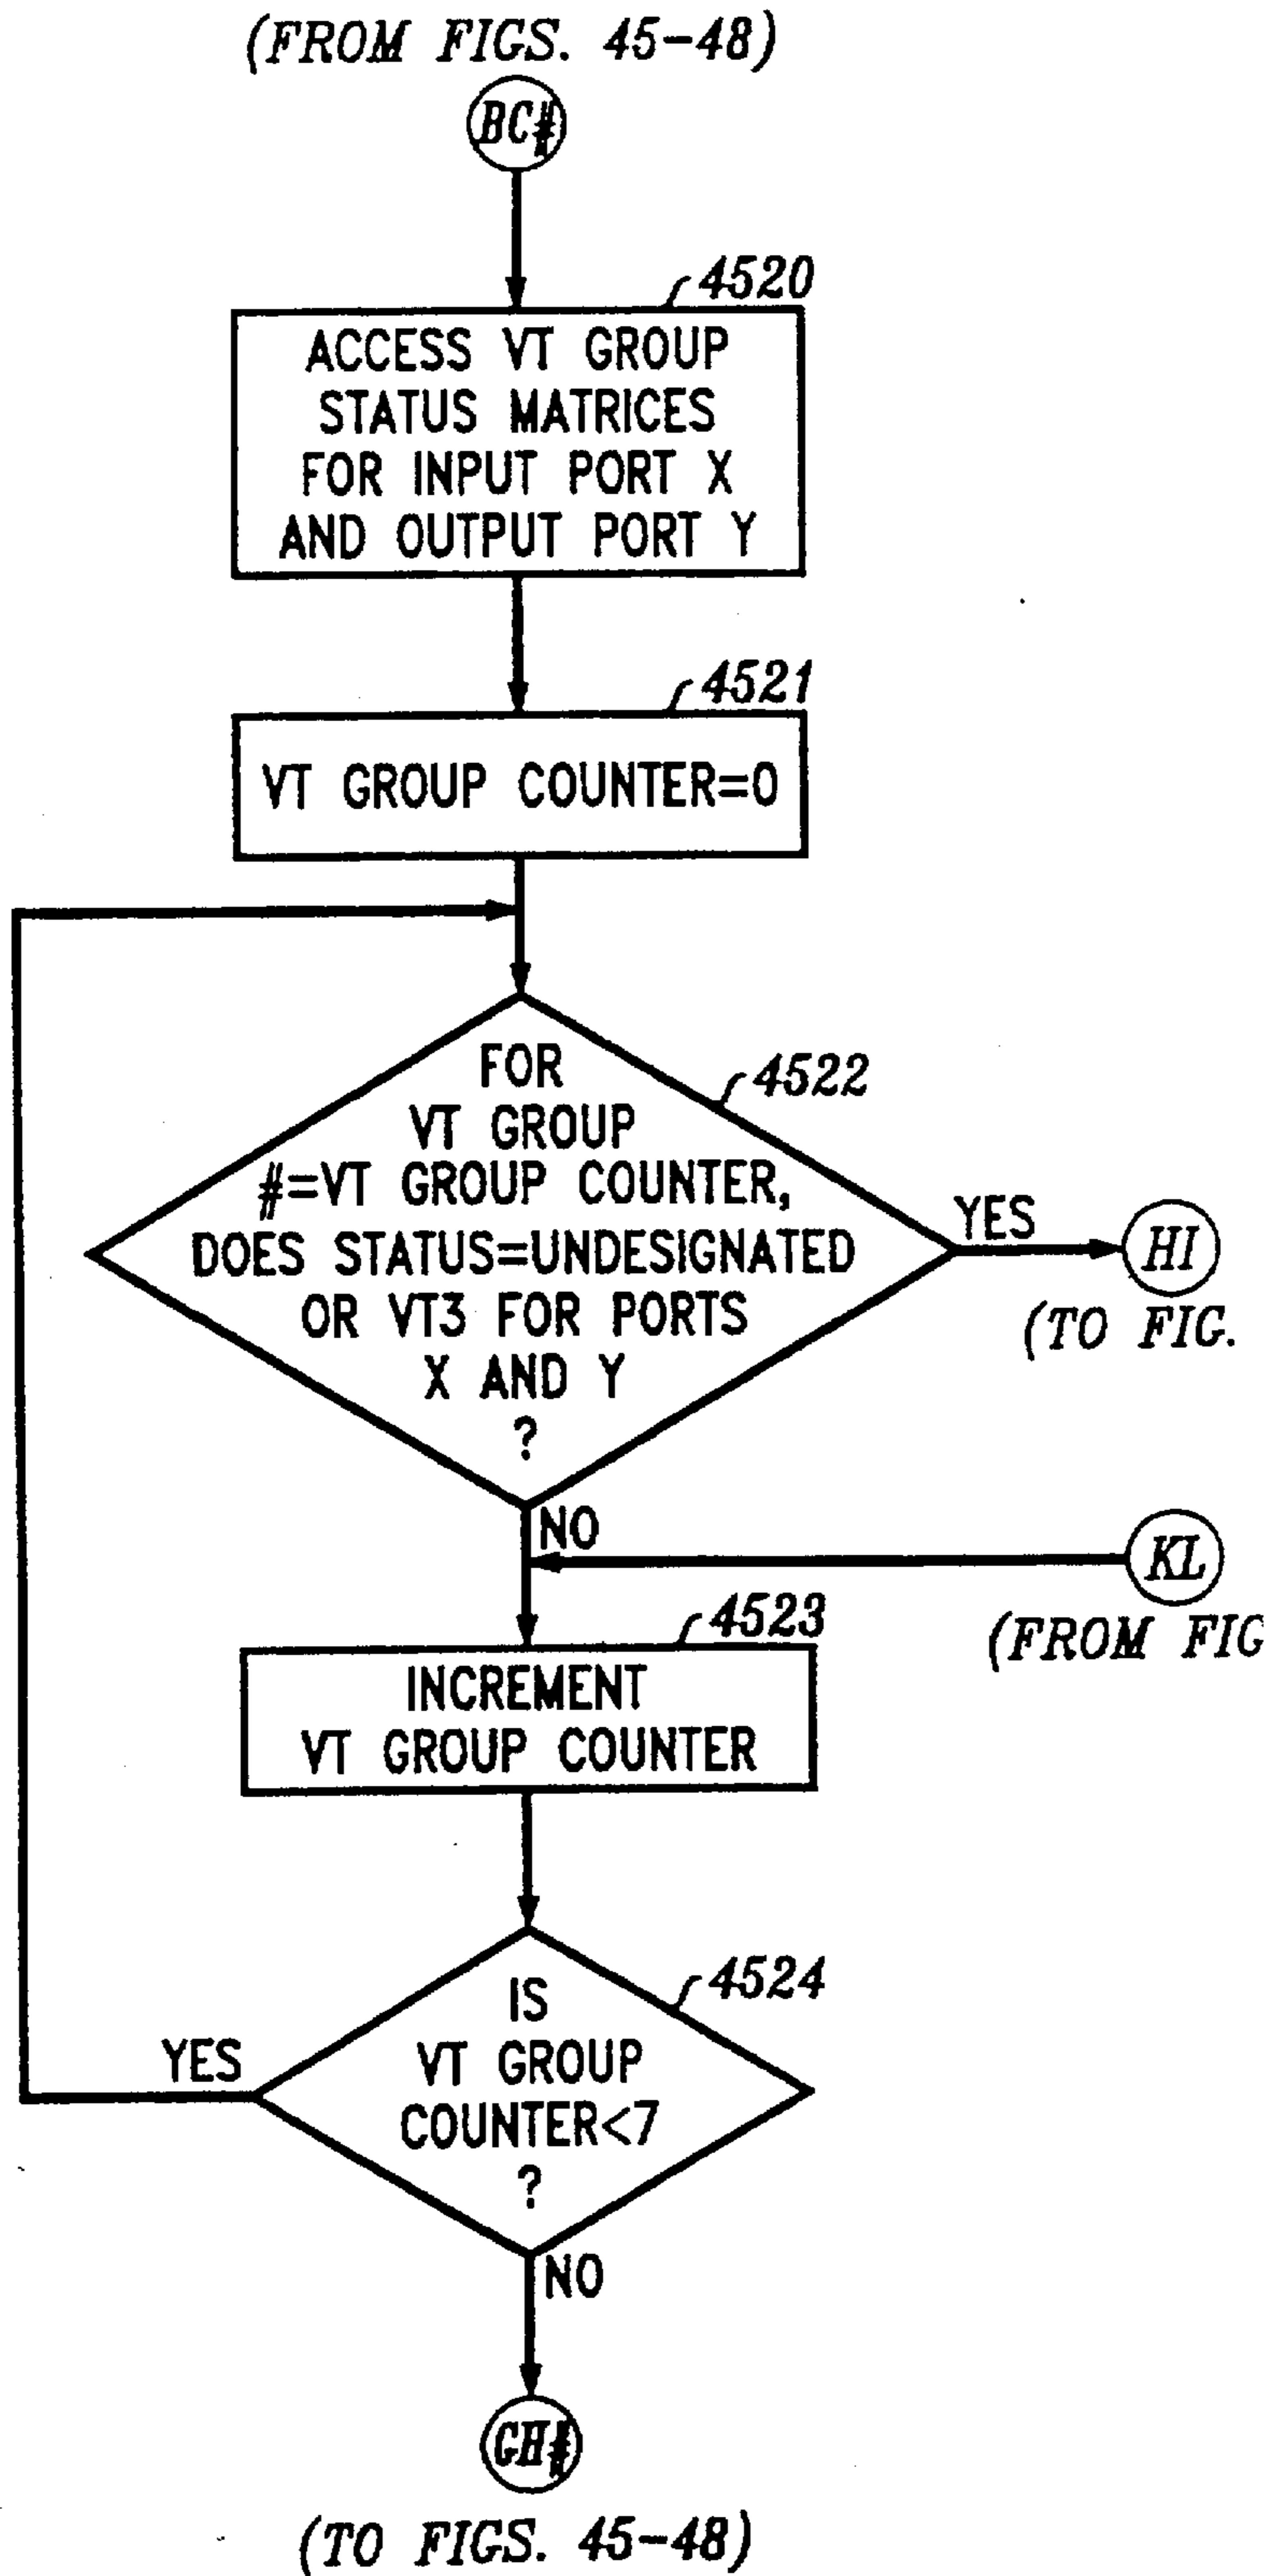 (FROM FIGS. 45-48)
BC#
4520
ACCESS VT GROUP
STATUS MATRICES
FOR INPUT PORT X
AND OUTPUT PORT Y
4521
VT GROUP COUNTER=0
FOR
VT GROUP
#=VT GROUP COUNTER,
DOES STATUS=UNDESIGNATED
OR VT3 FOR PORTS
X AND Y
?
4522
YES
HI
(TO FIG.
NO
KL
(FROM FIG
4523
INCREMENT
VT GROUP COUNTER
4524
IS
VT GROUP
COUNTER<7
?
YES
NO
GH#
(TO FIGS. 45-48)